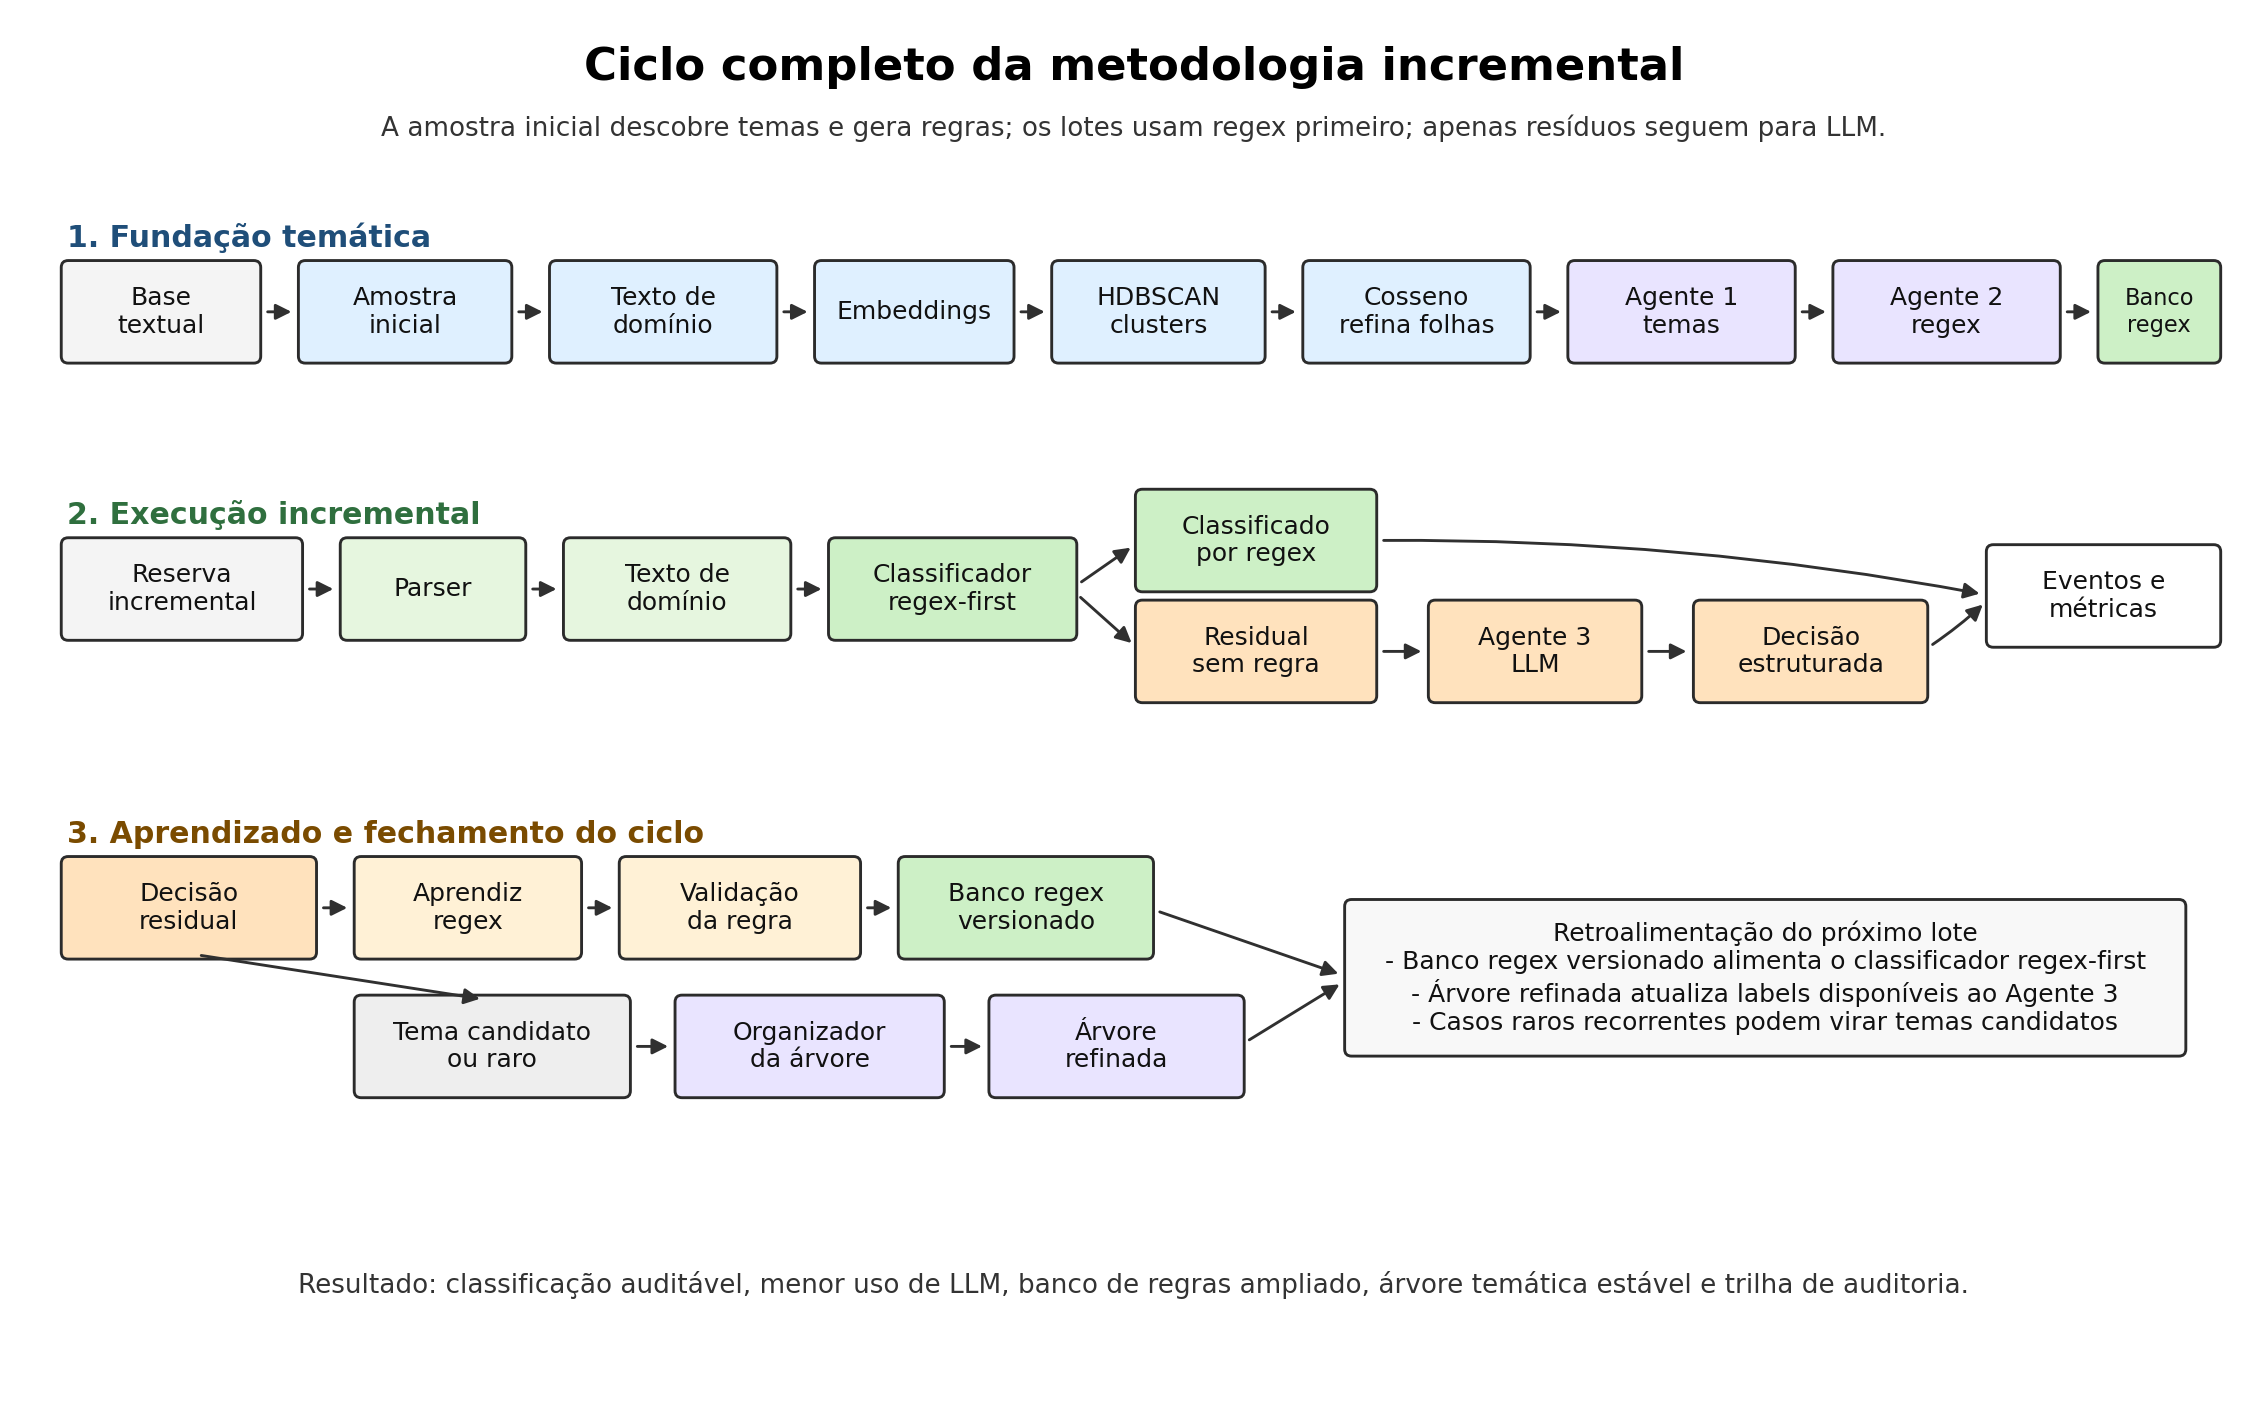 Ciclo completo da metodologia incremental
A amostra inicial descobre temas e gera regras; os lotes usam regex primeiro; apenas resíduos seguem para LLM.
1. Fundação temática
Base
textual
Amostra
inicial
Texto de
domínio
Embeddings
HDBSCAN
clusters
Cosseno
refina folhas
Agente 1
temas
Agente 2
regex
Banco
regex
2. Execução incremental
Reserva
incremental
Parser
Texto de
domínio
Classificador
regex-first
Classificado
por regex
Residual
sem regra
Agente 3
LLM
Decisão
estruturada
Eventos e
métricas
3. Aprendizado e fechamento do ciclo
Decisão
residual
Aprendiz
regex
Validação
da regra
Banco regex
versionado
Tema candidato
ou raro
Organizador
da árvore
Árvore
refinada
Retroalimentação do próximo lote
- Banco regex versionado alimenta o classificador regex-first
- Árvore refinada atualiza labels disponíveis ao Agente 3
- Casos raros recorrentes podem virar temas candidatos
Resultado: classificação auditável, menor uso de LLM, banco de regras ampliado, árvore temática estável e trilha de auditoria.